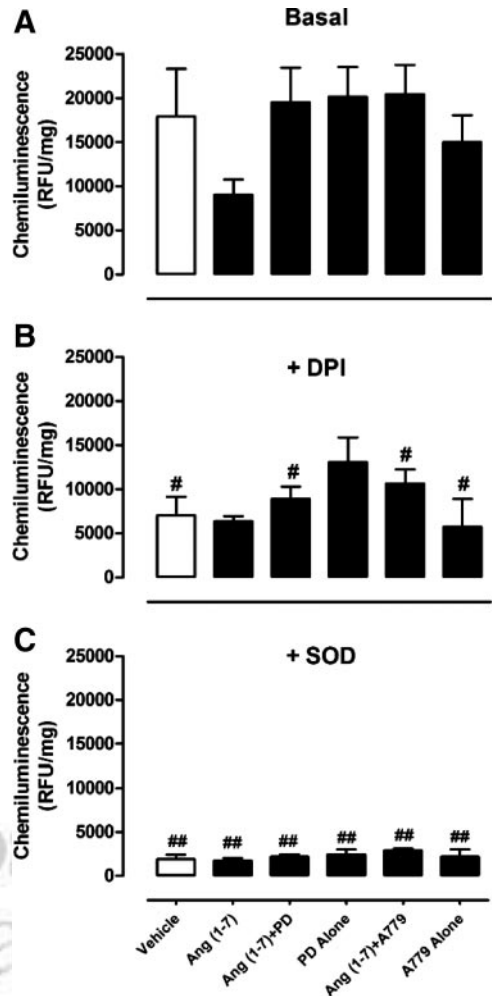 A
Basal
Chemiluminescence
(RFU/mg)
25000
20000
15000
10000
5000
0
B
+ DPI
Chemiluminescence
(RFU/mg)
25000
20000
15000
10000
5000
0
# # # #
C
+ SOD
Chemiluminescence
(RFU/mg)
25000
20000
15000
10000
5000
0
## ## ## ## ## ##
Vehicle
Ang (1-7)
Ang (1-7)+PD
PD Alone
Ang (1-7)+A779
A779 Alone